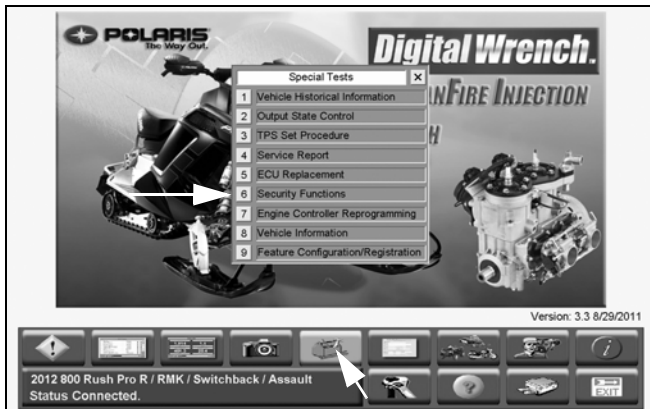 POLARIS
The Way Out.
Digital Wrench.
Special Tests X
NFIRE INJECTION
1 Vehicle Historical Information
2 Output State Control
3 TPS Set Procedure
H
4 Service Report
5 ECU Replacement
6 Security Functions
7 Engine Controller Reprogramming
8 Vehicle Information
9 Feature Configuration/Registration
Version: 3.3 8/29/2011
!
i
2012 800 Rush Pro R / RMK / Switchback / Assault
Status Connected.
?
EXIT